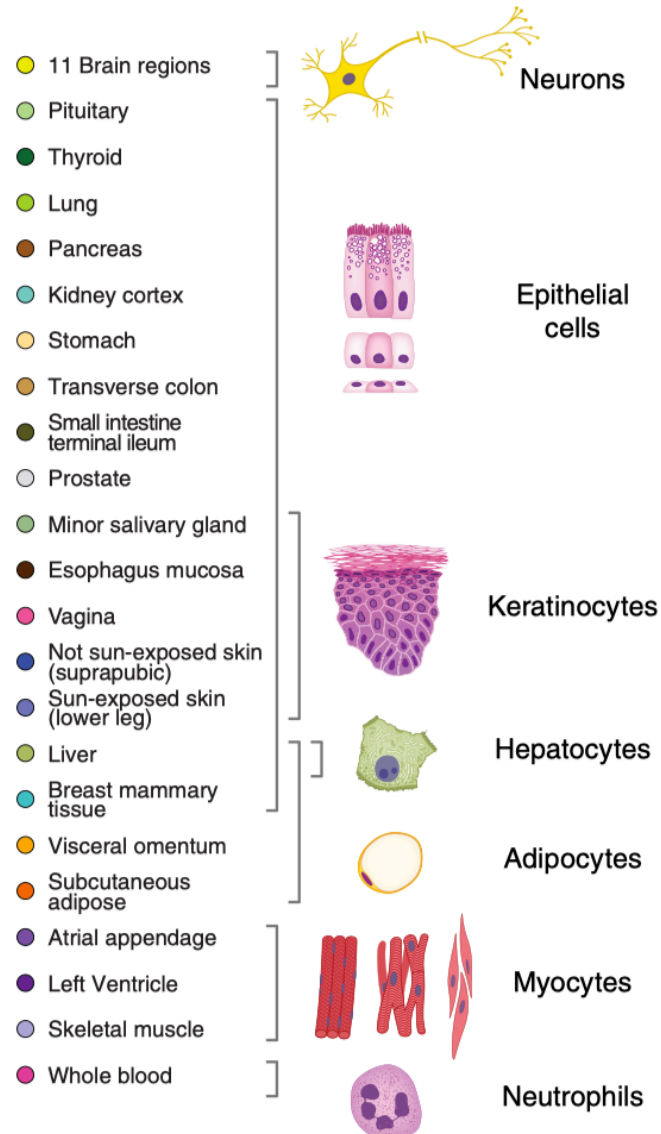 11 Brain regions
Neurons
Pituitary
Thyroid
Lung
Pancreas
Kidney cortex
Epithelial
cells
Stomach
Transverse colon
Small intestine
terminal ileum
Prostate
Minor salivary gland
Esophagus mucosa
Vagina
Keratinocytes
Not sun-exposed skin
(suprapubic)
Sun-exposed skin
(lower leg)
Liver
Hepatocytes
Breast mammary
tissue
Visceral omentum
Adipocytes
Subcutaneous
adipose
Atrial appendage
Left Ventricle
Myocytes
Skeletal muscle
Whole blood
Neutrophils